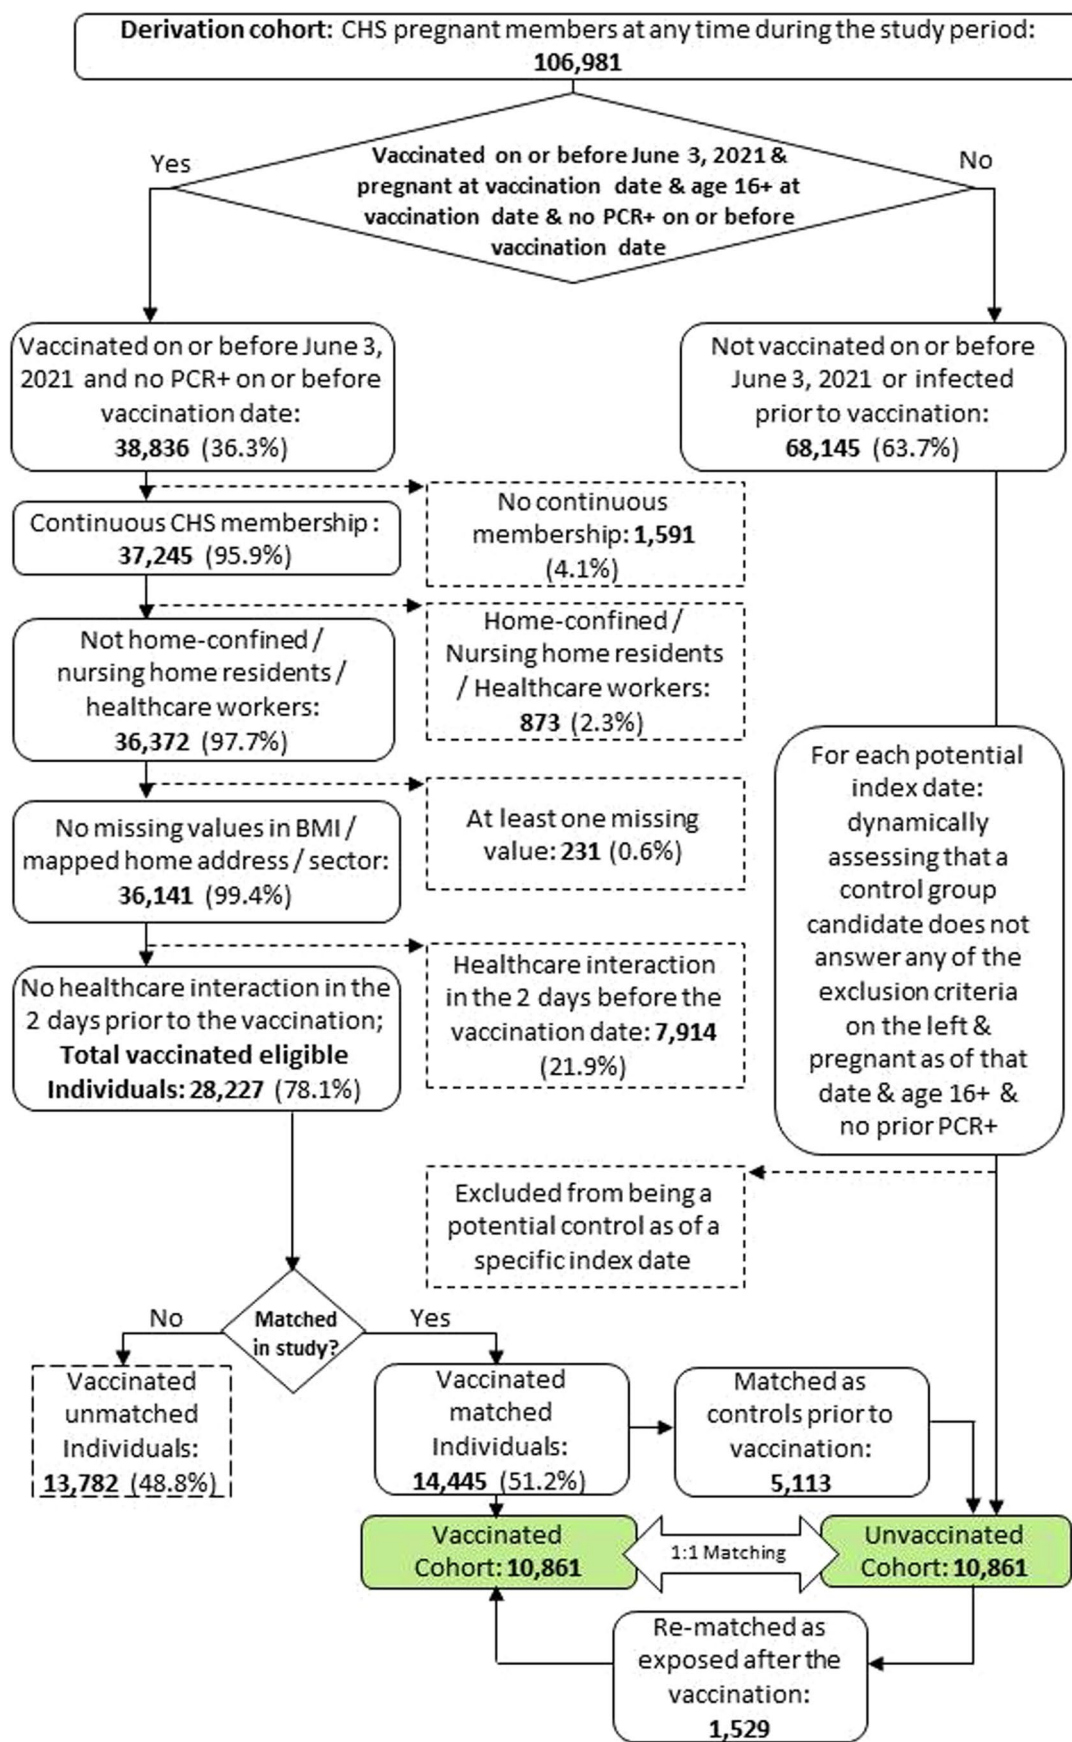 Derivation cohort: CHS pregnant members at any time during the study period:
106,981
Yes
Vaccinated on or before June 3, 2021 &
pregnant at vaccination date & age 16+ at
vaccination date & no PCR+ on or before
vaccination date
No
Vaccinated on or before June 3,
2021 and no PCR+ on or before
vaccination date:
38,836 (36.3%)
Not vaccinated on or before
June 3, 2021 or infected
prior to vaccination:
68,145 (63.7%)
Continuous CHS membership :
37,245 (95.9%)
No continuous
membership: 1,591
(4.1%)
Not home-confined /
nursing home residents /
healthcare workers:
36,372 (97.7%)
Home-confined /
Nursing home residents
/ Healthcare workers:
873 (2.3%)
No missing values in BMI /
mapped home address / sector:
36,141 (99.4%)
At least one missing
value: 231 (0.6%)
For each potential
index date:
dynamically
assessing that a
control group
candidate does not
answer any of the
exclusion criteria
on the left &
pregnant as of that
date & age 16+ &
no prior PCR+
No healthcare interaction in the
2 days prior to the vaccination;
Total vaccinated eligible
Individuals: 28,227 (78.1%)
Healthcare interaction
in the 2 days before the
vaccination date: 7,914
(21.9%)
Excluded from being a
potential control as of a
specific index date
No
Matched
in study?
Yes
Vaccinated
unmatched
Individuals:
13,782 (48.8%)
Vaccinated
matched
Individuals:
14,445 (51.2%)
Matched as
controls prior to
vaccination:
5,113
Vaccinated
Cohort: 10,861
1:1 Matching
Unvaccinated
Cohort: 10,861
Re-matched as
exposed after the
vaccination:
1,529